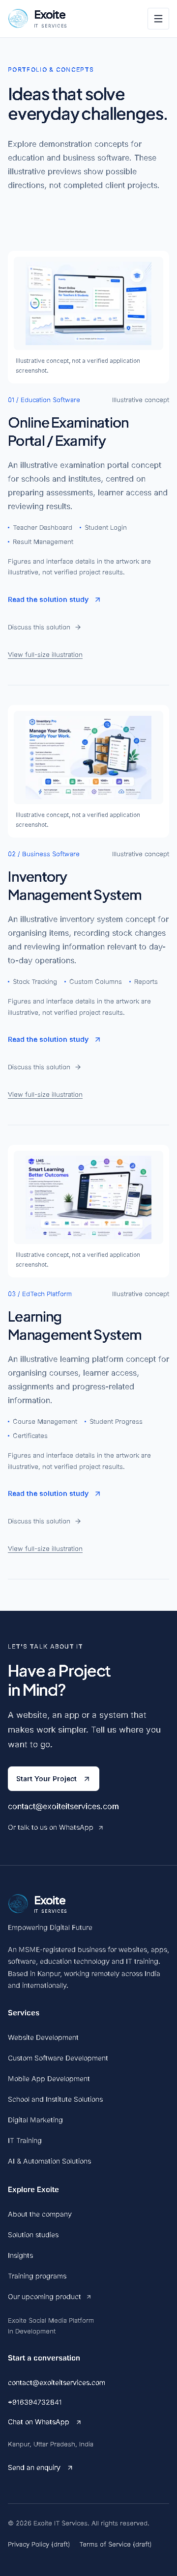 Exoite
IT SERVICES
PORTFOLIO & CONCEPTS
Ideas that solve
everyday challenges.
Explore demonstration concepts for
education and business software. These
illustrative previews show possible
directions, not completed client projects.
Illustrative concept, not a verified application
screenshot.
01 / Education Software
Illustrative concept
Online Examination
Portal / Examify
An illustrative examination portal concept
for schools and institutes, centred on
preparing assessments, learner access and
reviewing results.
• Teacher Dashboard • Student Login
• Result Management
Figures and interface details in the artwork are
illustrative, not verified project results.
Read the solution study ↗
Discuss this solution →
View full-size illustration
Inventory Pro
Manage Your Stock.
Simplify Your Work.
Illustrative concept, not a verified application
screenshot.
02 / Business Software
Illustrative concept
Inventory
Management System
An illustrative inventory system concept for
organising items, recording stock changes
and reviewing information relevant to day-
to-day operations.
• Stock Tracking • Custom Columns • Reports
Figures and interface details in the artwork are
illustrative, not verified project results.
Read the solution study ↗
Discuss this solution →
View full-size illustration
LMS
Smart Learning
Better Outcomes
Illustrative concept, not a verified application
screenshot.
03 / EdTech Platform
Illustrative concept
Learning
Management System
An illustrative learning platform concept for
organising courses, learner access,
assignments and progress-related
information.
• Course Management • Student Progress
• Certificates
Figures and interface details in the artwork are
illustrative, not verified project results.
Read the solution study ↗
Discuss this solution →
View full-size illustration
LET'S TALK ABOUT IT
Have a Project
in Mind?
A website, an app or a system that
makes work simpler. Tell us where you
want to go.
Start Your Project ↗
contact@exoiteitservices.com
Or talk to us on WhatsApp ↗
Exoite
IT SERVICES
Empowering Digital Future
An MSME-registered business for websites, apps,
software, education technology and IT training.
Based in Kanpur, working remotely across India
and internationally.
Services
Website Development
Custom Software Development
Mobile App Development
School and Institute Solutions
Digital Marketing
IT Training
AI & Automation Solutions
Explore Exoite
About the company
Solution studies
Insights
Training programs
Our upcoming product ↗
Exoite Social Media Platform
In Development
Start a conversation
contact@exoiteitservices.com
+916394732841
Chat on WhatsApp ↗
Kanpur, Uttar Pradesh, India
Send an enquiry ↗
© 2026 Exoite IT Services. All rights reserved.
Privacy Policy (draft) Terms of Service (draft)